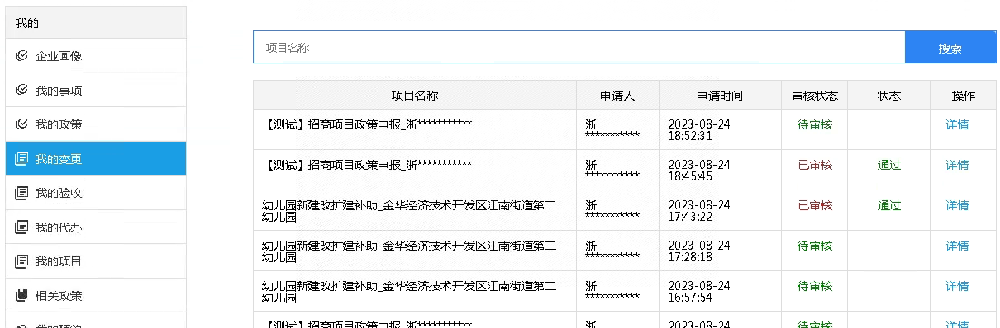 我的
企业画像
我的事项
我的政策
我的变更
我的验收
我的代办
我的项目
相关政策
项目名称 搜索
项目名称 申请人 申请时间 审核状态 状态 操作
【测试】招商项目政策申报_浙*********** 浙 2023-08-24 待审核 详情
*********** 18:52:31
【测试】招商项目政策申报_浙*********** 浙 2023-08-24 已审核 通过 详情
*********** 18:45:45
幼儿园新建改扩建补助_金华经济技术开发区江南街道第二 浙 2023-08-24 已审核 通过 详情
幼儿园 *********** 17:43:22
幼儿园新建改扩建补助_金华经济技术开发区江南街道第二 浙 2023-08-24 待审核 详情
幼儿园 *********** 17:28:18
幼儿园新建改扩建补助_金华经济技术开发区江南街道第二 浙 2023-08-24 待审核 详情
幼儿园 *********** 16:57:54
【测试】招商项目政策申报_浙*********** 浙 2023-08-24 待审核 详情